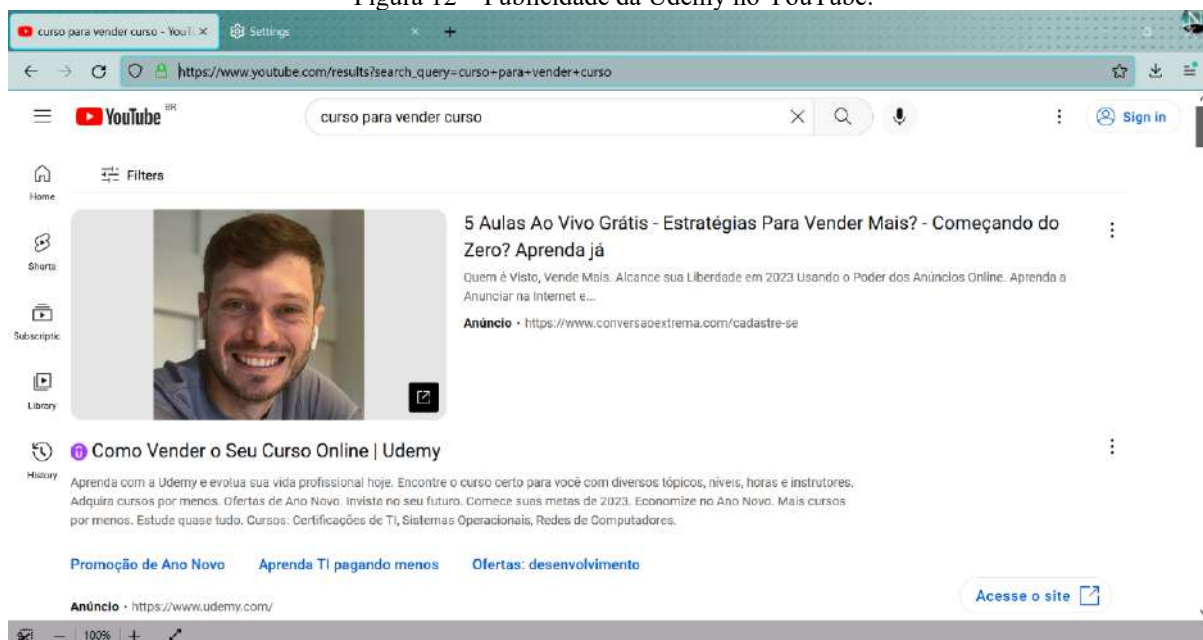 Figura 12 – Publicidade da Udemy no YouTube.
curso para vender curso - YouT
Settings
https://www.youtube.com/results?search_query=curso+para+vender+curso
YouTube BR
curso para vender curso
Sign in
Home
Filters
Shorts
Subscriptic
Library
History
5 Aulas Ao Vivo Grátis - Estratégias Para Vender Mais? - Começando do
Zero? Aprenda já
Quem é Visto, Vende Mais. Alcance sua Liberdade em 2023 Usando o Poder dos Anúncios Online. Aprenda a
Anunciar na Internet e...
Anúncio · https://www.conversaoextrema.com/cadastre-se
Como Vender o Seu Curso Online | Udemy
Aprenda com a Udemy e evolua sua vida profissional hoje. Encontre o curso certo para você com diversos tópicos, níveis, horas e instrutores.
Adquira cursos por menos. Ofertas de Ano Novo. Invista no seu futuro. Comece suas metas de 2023. Economize no Ano Novo. Mais cursos
por menos. Estude quase tudo. Cursos: Certificações de TI, Sistemas Operacionais, Redes de Computadores.
Promoção de Ano Novo Aprenda TI pagando menos Ofertas: desenvolvimento
Anúncio · https://www.udemy.com/
Acesse o site
100%